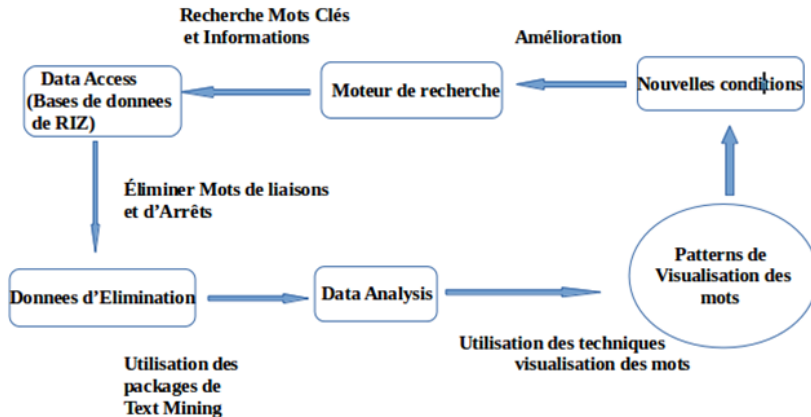 Recherche Mots Clés
et Informations
Amélioration
Data Access
(Bases de donnees
de RIZ)
Moteur de recherche
Nouvelles conditions
Éliminer Mots de liaisons
et d'Arrêts
Patterns de
Visualisation des
mots
Donnees d'Elimination
Data Analysis
Utilisation des techniques
visualisation des mots
Utilisation des
packages de
Text Mining